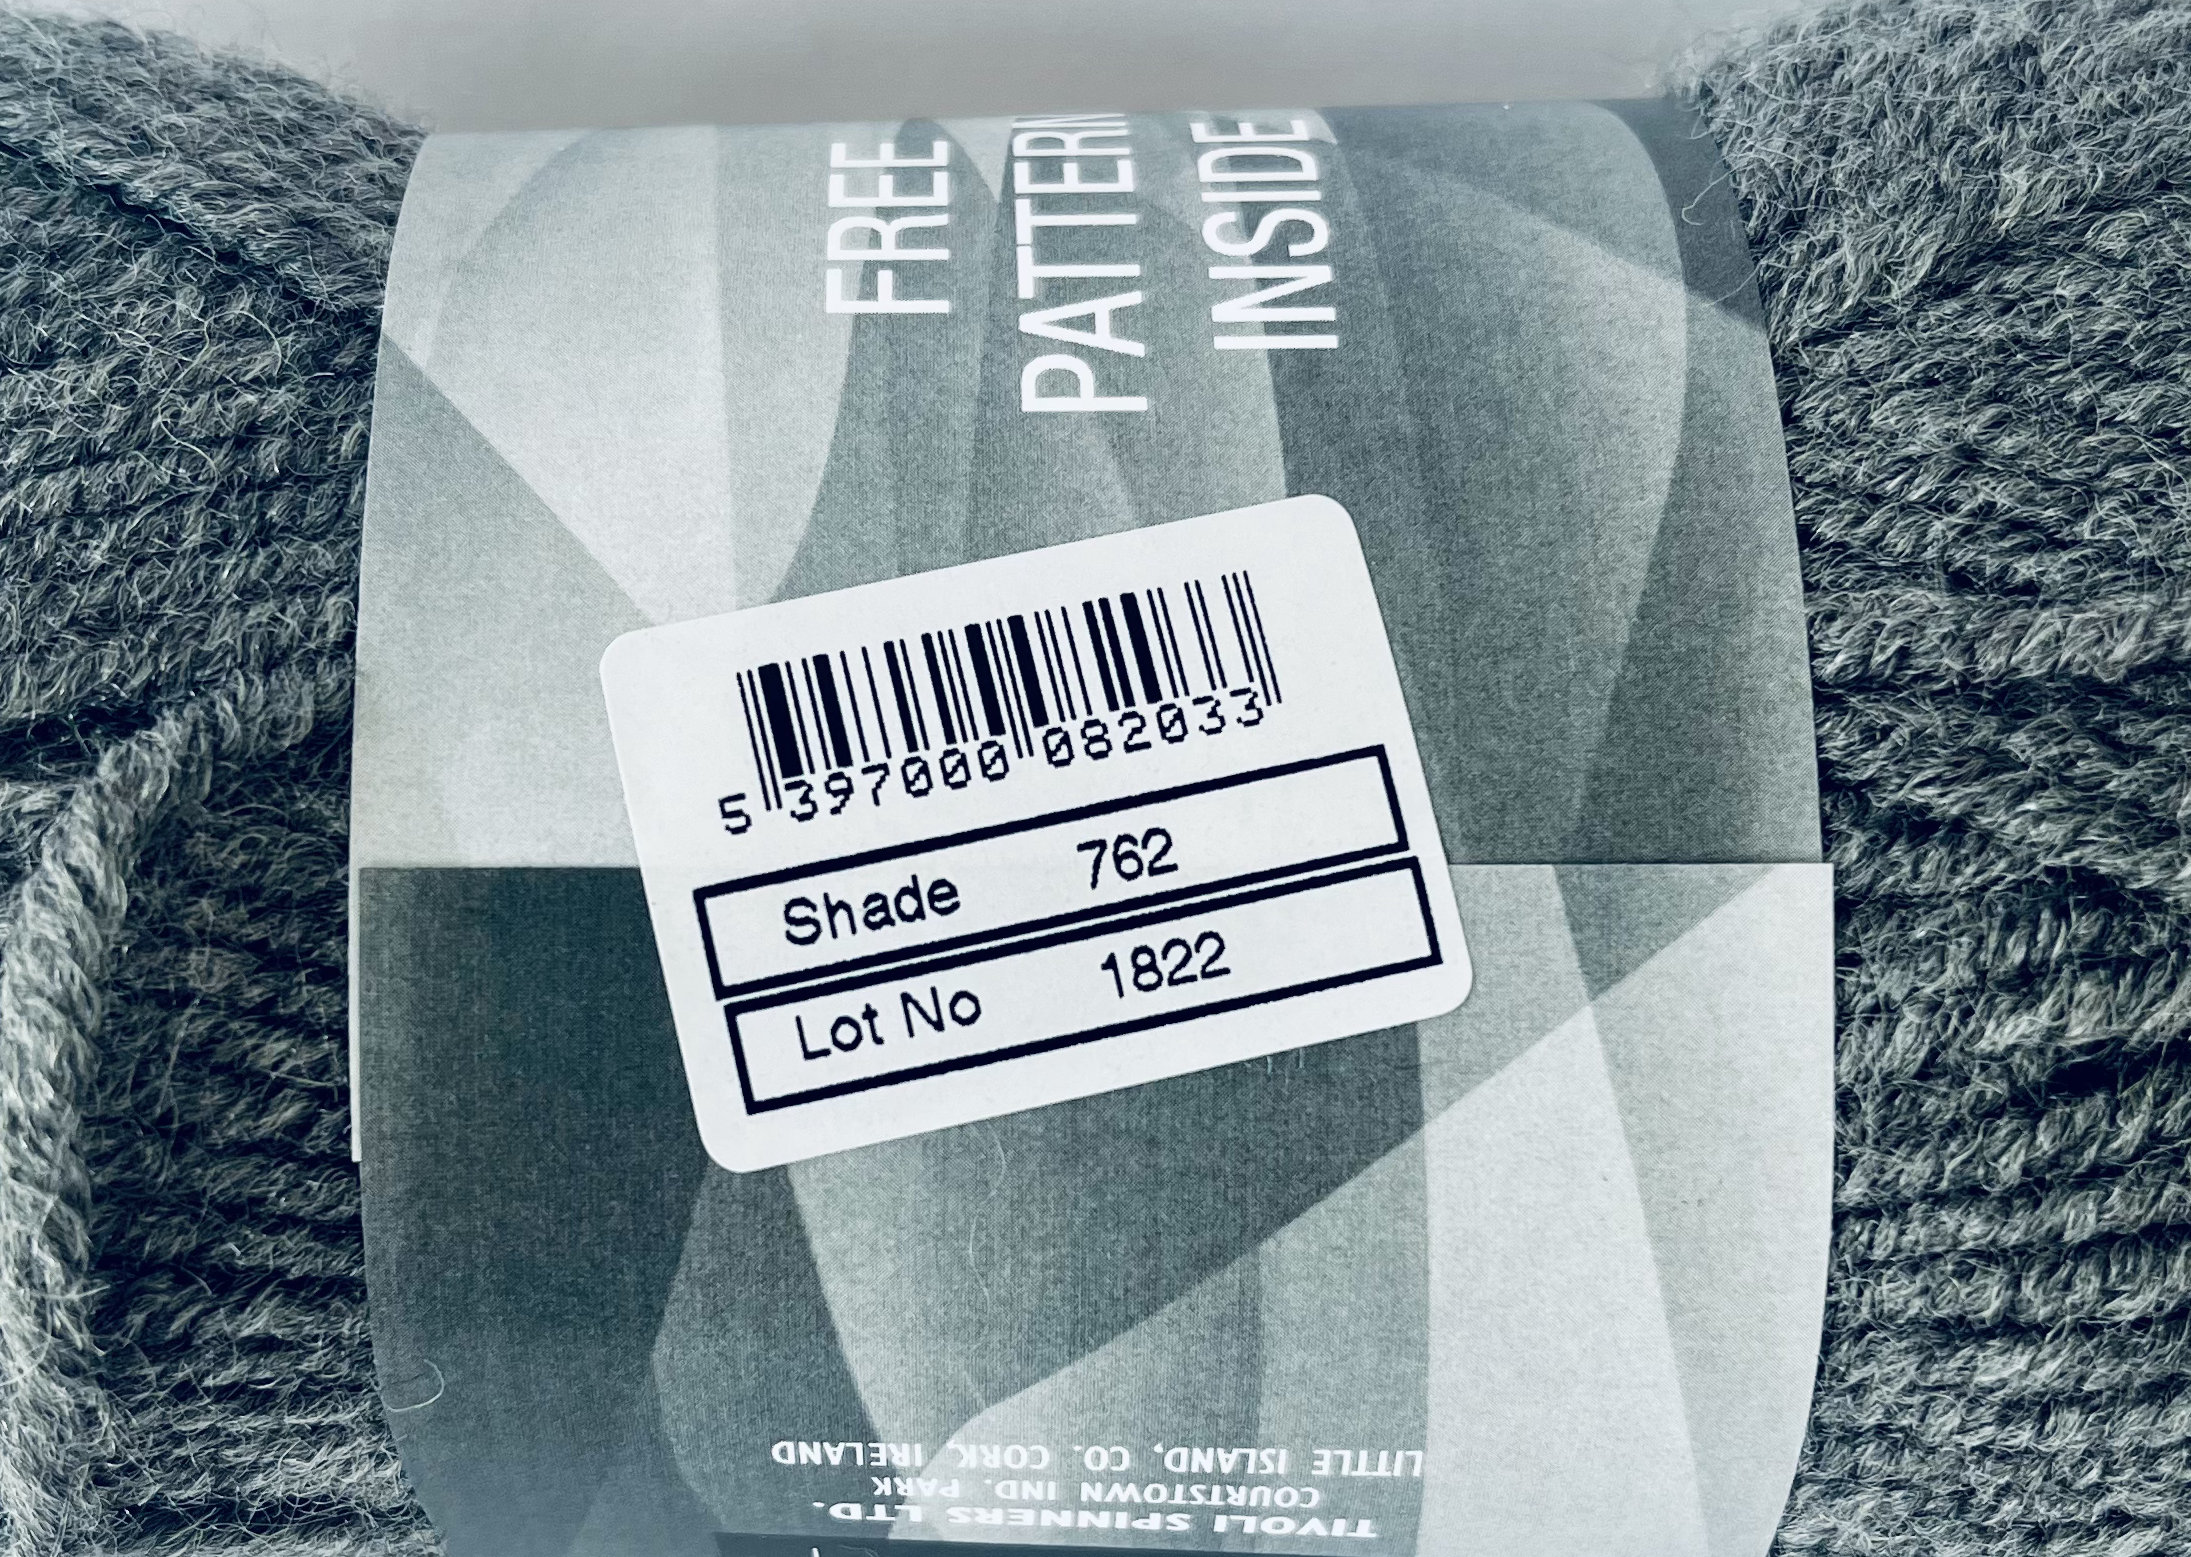 FREE
PATTERN
INSIDE
5 397000 082033
Shade 762
Lot No 1822
TIVOLI SPINNERS LTD.
COURTSTOWN IND. PARK
LITTLE ISLAND, CO. CORK, IRELAND